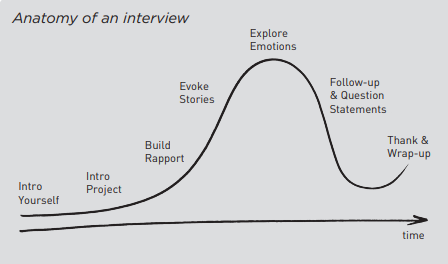 Anatomy of an interview
Explore
Emotions
Evoke
Stories
Follow-up
& Question
Statements
Build
Rapport
Thank &
Wrap-up
Intro
Project
Intro
Yourself
time